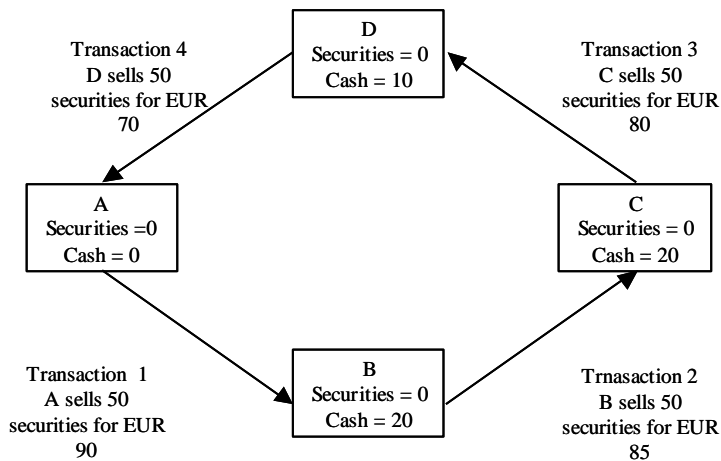 Transaction 4
D sells 50
securities for EUR
70
D
Securities = 0
Cash = 10
Transaction 3
C sells 50
securities for EUR
80
A
Securities =0
Cash = 0
C
Securities = 0
Cash = 20
Transaction 1
A sells 50
securities for EUR
90
B
Securities = 0
Cash = 20
Trnasaction 2
B sells 50
securities for EUR
85